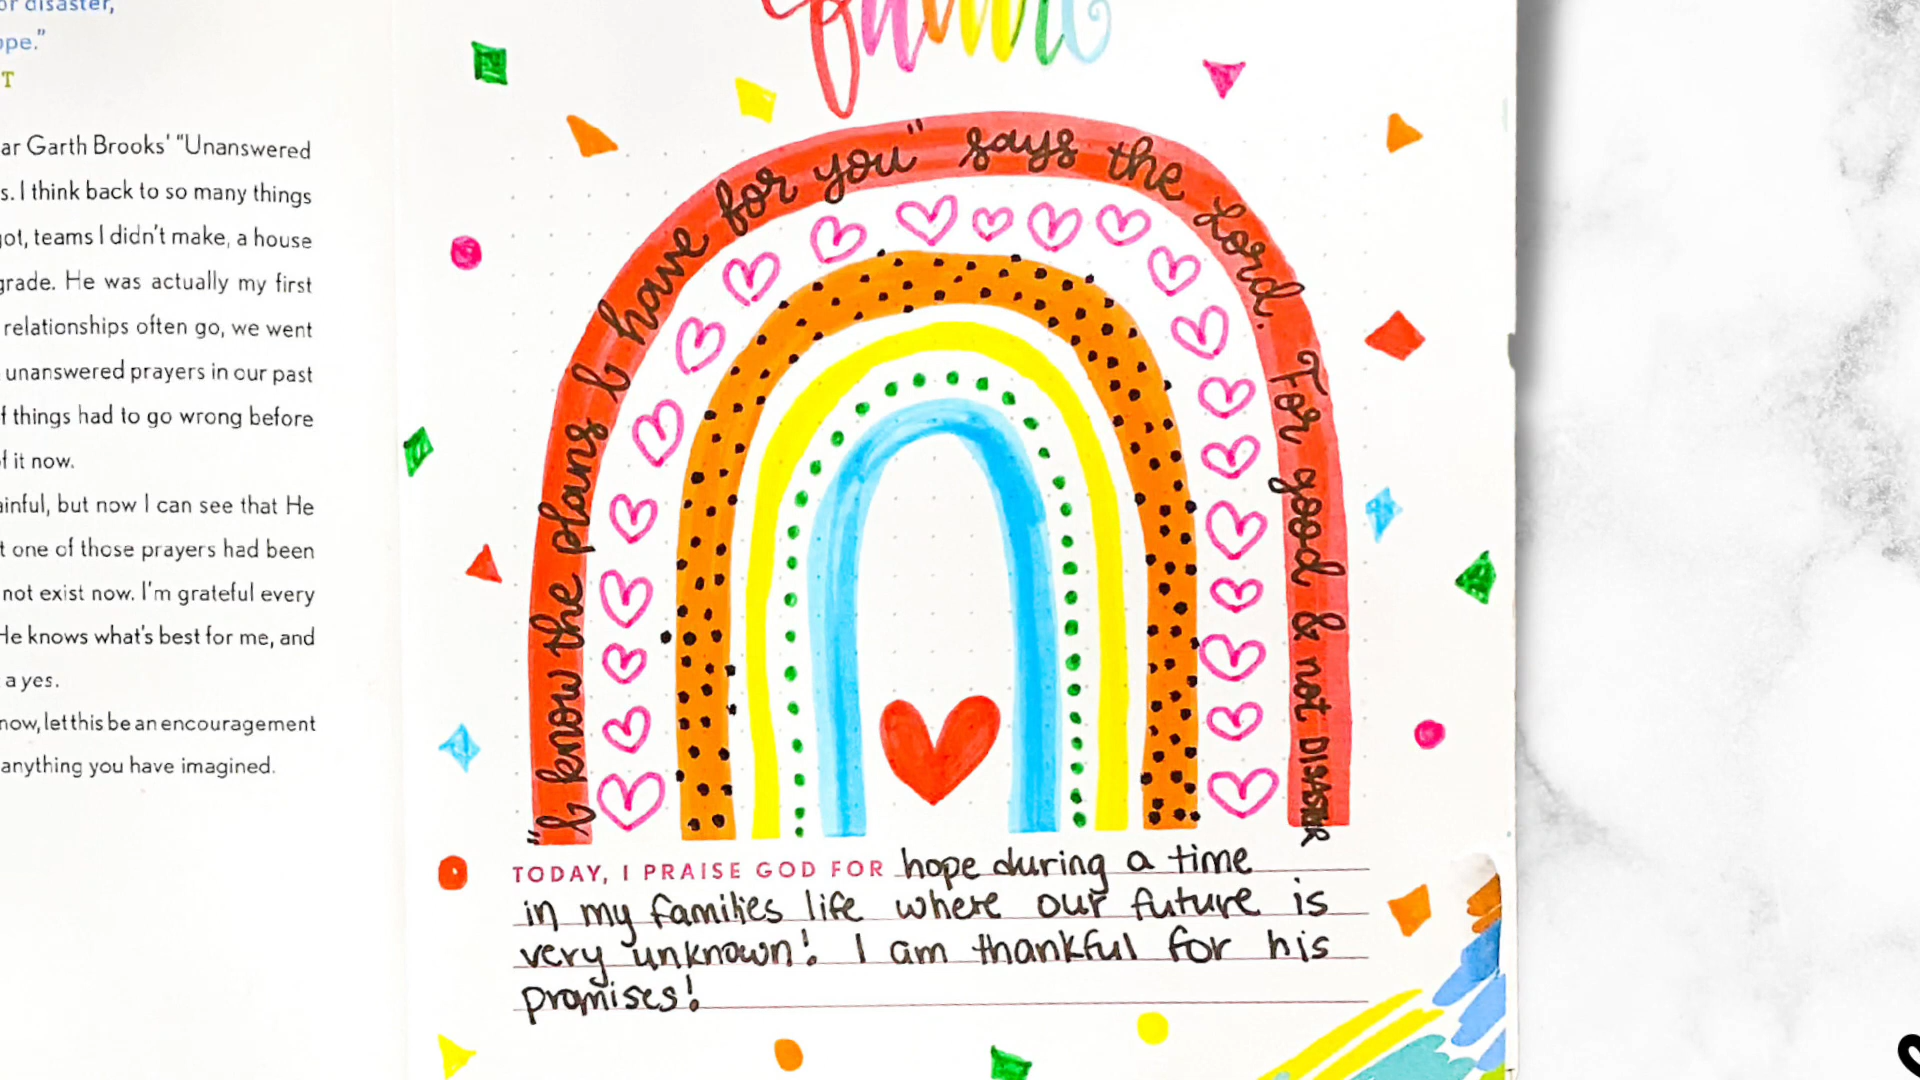 or disaster,
ope."
T
ar Garth Brooks' "Unanswered
s. I think back to so many things
got, teams I didn't make, a house
grade. He was actually my first
relationships often go, we went
unanswered prayers in our past
f things had to go wrong before
f it now.
ainful, but now I can see that He
t one of those prayers had been
not exist now. I'm grateful every
He knows what's best for me, and
a yes.
now, let this be an encouragement
anything you have imagined.
future
"I know the plans I have for you" says the Lord. For good & not DISASTER
TODAY, I PRAISE GOD FOR hope during a time
in my families life where our future is
very unknown! I am thankful for his
promises!